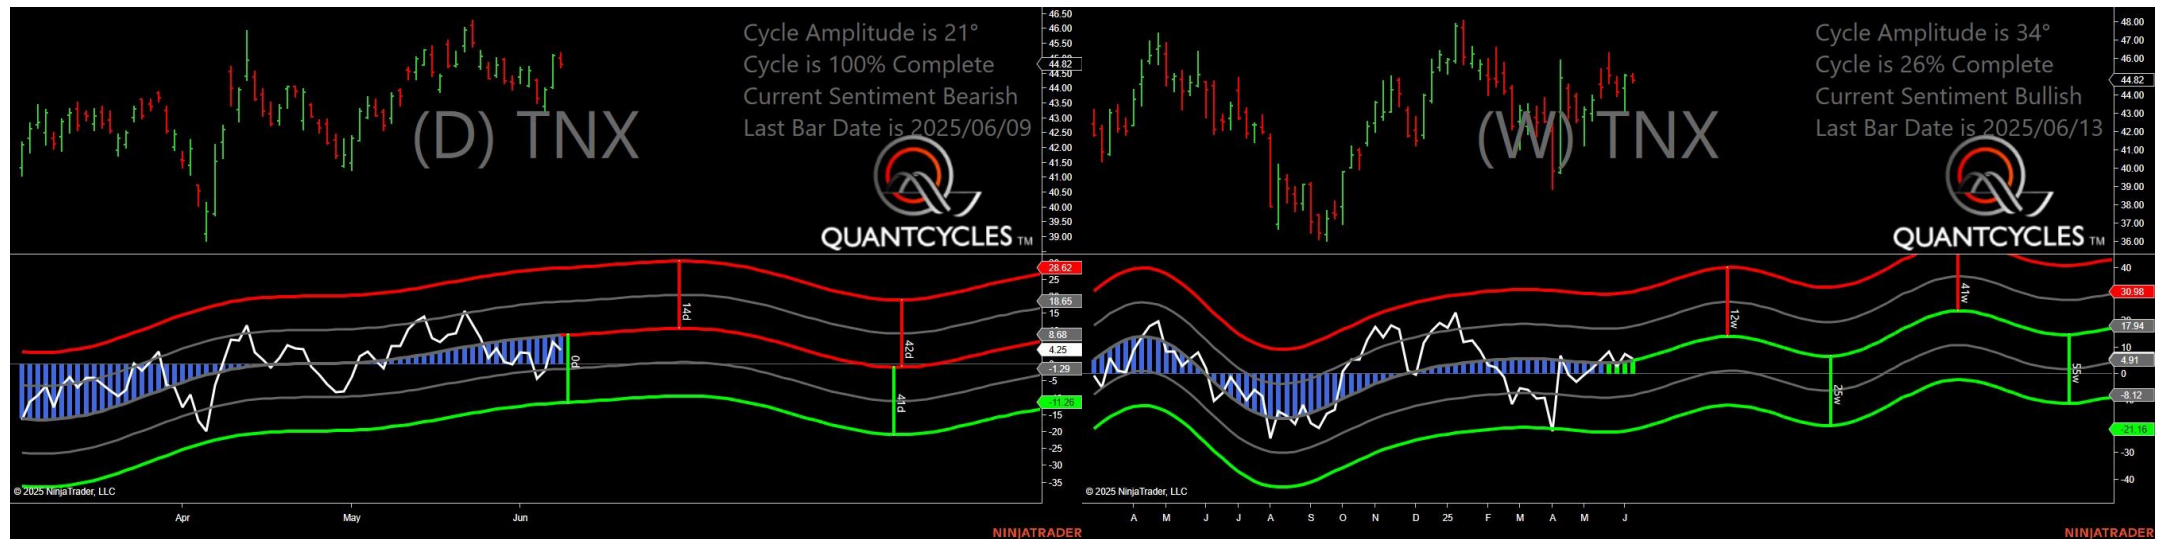 Cycle Amplitude is 21°
Cycle is 100% Complete
Current Sentiment Bearish
Last Bar Date is 2025/06/09
(D) TNX
QUANTCYCLES TM
46.50
46.00
45.50
44.82
44.50
44.00
43.50
43.00
42.50
42.00
41.50
41.00
40.50
40.00
39.50
39.00
28.62
25
18.65
15
8.68
4.25
-1.29
-5
-11.26
-15
-20
-25
-30
-35
0d
14d
42d
41d
© 2025 NinjaTrader, LLC
Apr May Jun
NINJATRADER
Cycle Amplitude is 34°
Cycle is 26% Complete
Current Sentiment Bullish
Last Bar Date is 2025/06/13
(W) TNX
QUANTCYCLES TM
48.00
47.00
46.00
44.82
44.00
43.00
42.00
41.00
40.00
39.00
38.00
37.00
36.00
40
30.98
17.94
10
4.91
0
-8.12
-21.16
-30
-40
12w
25w
41w
55w
© 2025 NinjaTrader, LLC
A M J J A S O N D 25 F M A M J
NINJATRADER